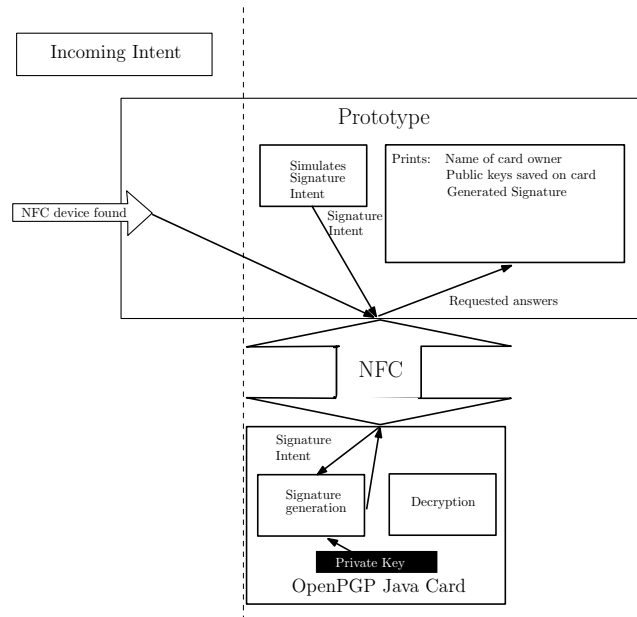 Incoming Intent
Prototype
Simulates
Signature
Intent
Prints: Name of card owner
Public keys saved on card
Generated Signature
NFC device found
Signature
Intent
Requested answers
NFC
Signature
Intent
Signature
generation
Decryption
Private Key
OpenPGP Java Card